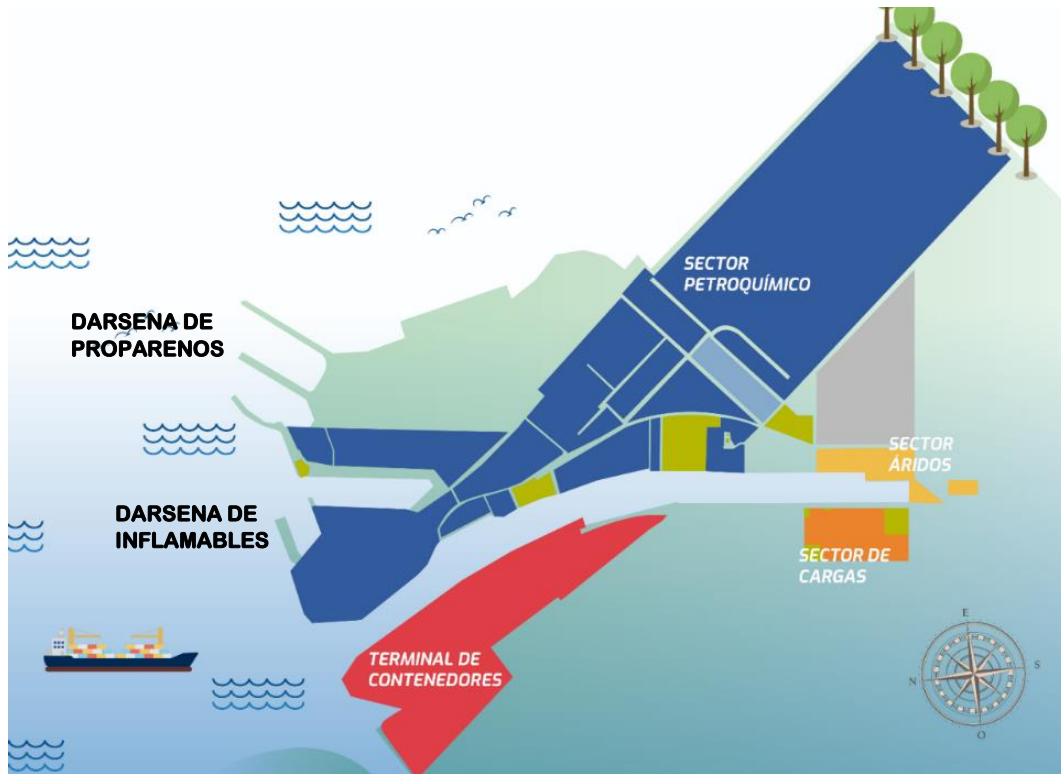 SECTOR
PETROQUÍMICO
DARSENA DE
PROPARENOS
SECTOR
ÁRIDOS
DARSENA DE
INFLAMABLES
SECTOR DE
CARGAS
TERMINAL DE
CONTENEDORES
E
N
S
O